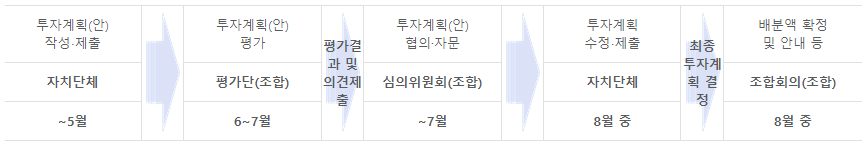 투자계획(안)
작성·제출
투자계획(안)
평가
평가결
과 및
의견제
출
투자계획(안)
협의·자문
투자계획
수정·제출
최종
투자계
획 결
정
배분액 확정
및 안내 등
자치단체
평가단(조합)
심의위원회(조합)
자치단체
조합회의(조합)
~5월
6~7월
~7월
8월 중
8월 중